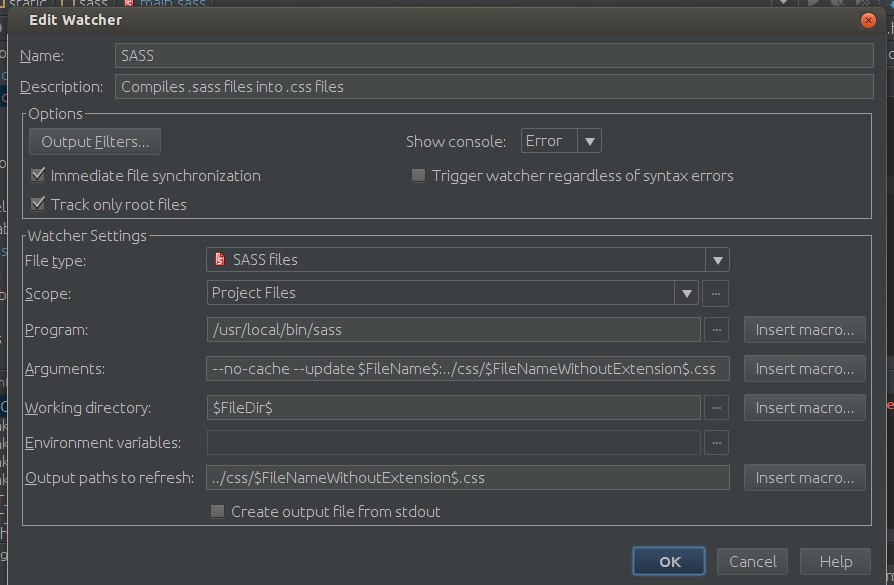 static sass main.sass
Edit Watcher
Name: SASS
Description: Compiles .sass files into .css files
Options
Output Filters... Show console: Error
Immediate file synchronization Trigger watcher regardless of syntax errors
Track only root files
Watcher Settings
File type: SASS files
Scope: Project Files ...
Program: /usr/local/bin/sass ... Insert macro...
Arguments: --no-cache --update $FileName$:../css/$FileNameWithoutExtension$.css Insert macro...
Working directory: $FileDir$ ... Insert macro...
Environment variables: ...
Output paths to refresh: ../css/$FileNameWithoutExtension$.css Insert macro...
Create output file from stdout
OK Cancel Help